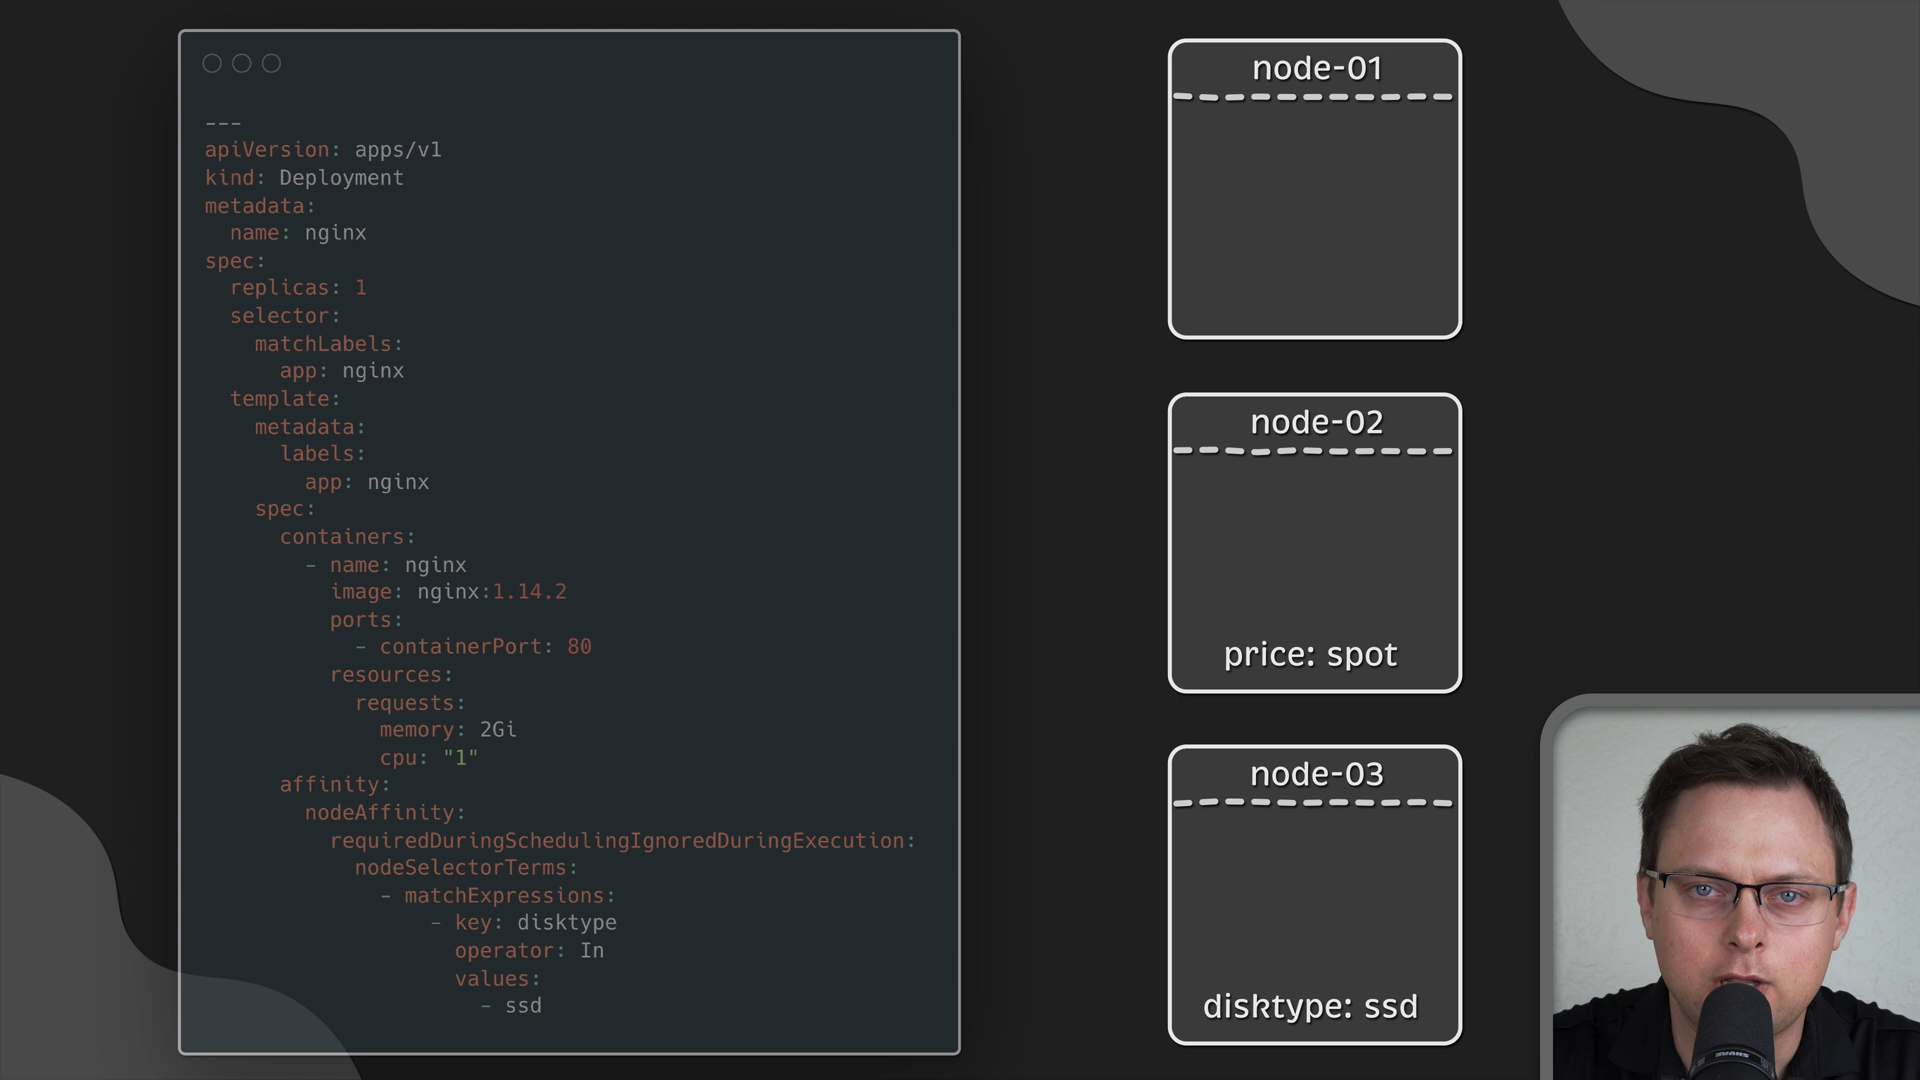 ---
apiVersion: apps/v1
kind: Deployment
metadata:
  name: nginx
spec:
  replicas: 1
  selector:
    matchLabels:
      app: nginx
  template:
    metadata:
      labels:
        app: nginx
    spec:
      containers:
        - name: nginx
          image: nginx:1.14.2
          ports:
            - containerPort: 80
          resources:
            requests:
              memory: 2Gi
              cpu: "1"
      affinity:
        nodeAffinity:
          requiredDuringSchedulingIgnoredDuringExecution:
            nodeSelectorTerms:
              - matchExpressions:
                  - key: disktype
                    operator: In
                    values:
                      - ssd
node-01
node-02
price: spot
node-03
disktype: ssd
SHURE